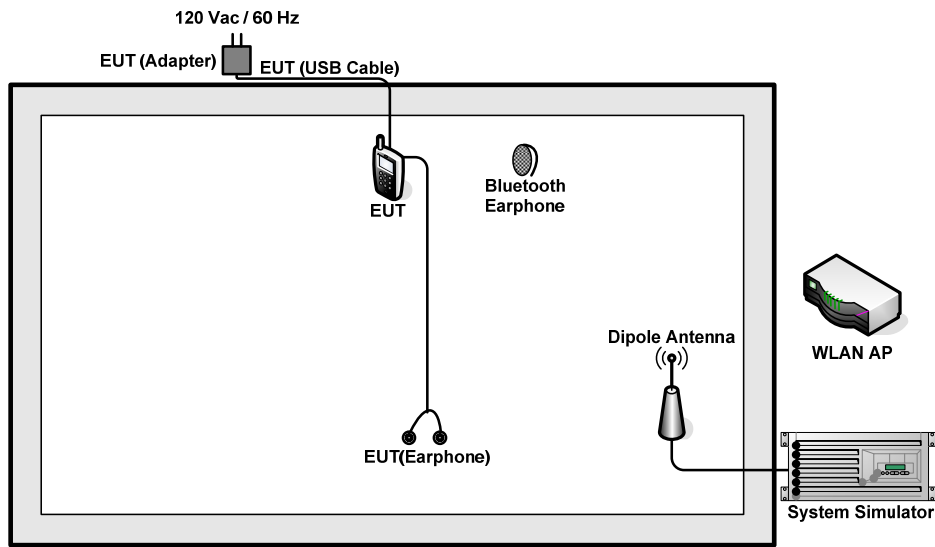 120 Vac / 60 Hz
EUT (Adapter)
EUT (USB Cable)
EUT
Bluetooth
Earphone
Dipole Antenna
WLAN AP
EUT(Earphone)
System Simulator